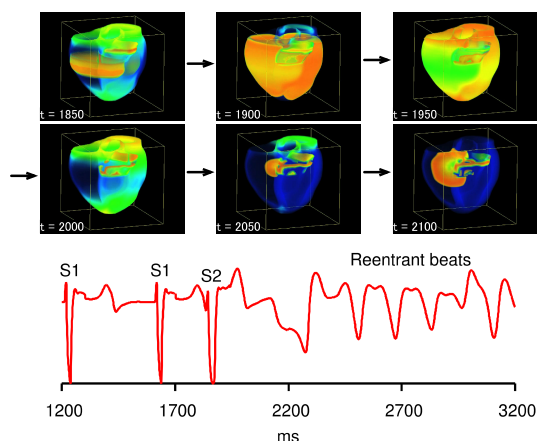 t = 1850
t = 1900
t = 1950
t = 2000
t = 2050
t = 2100
Reentrant beats
S1
S1
S2
1200
1700
2200
2700
3200
ms